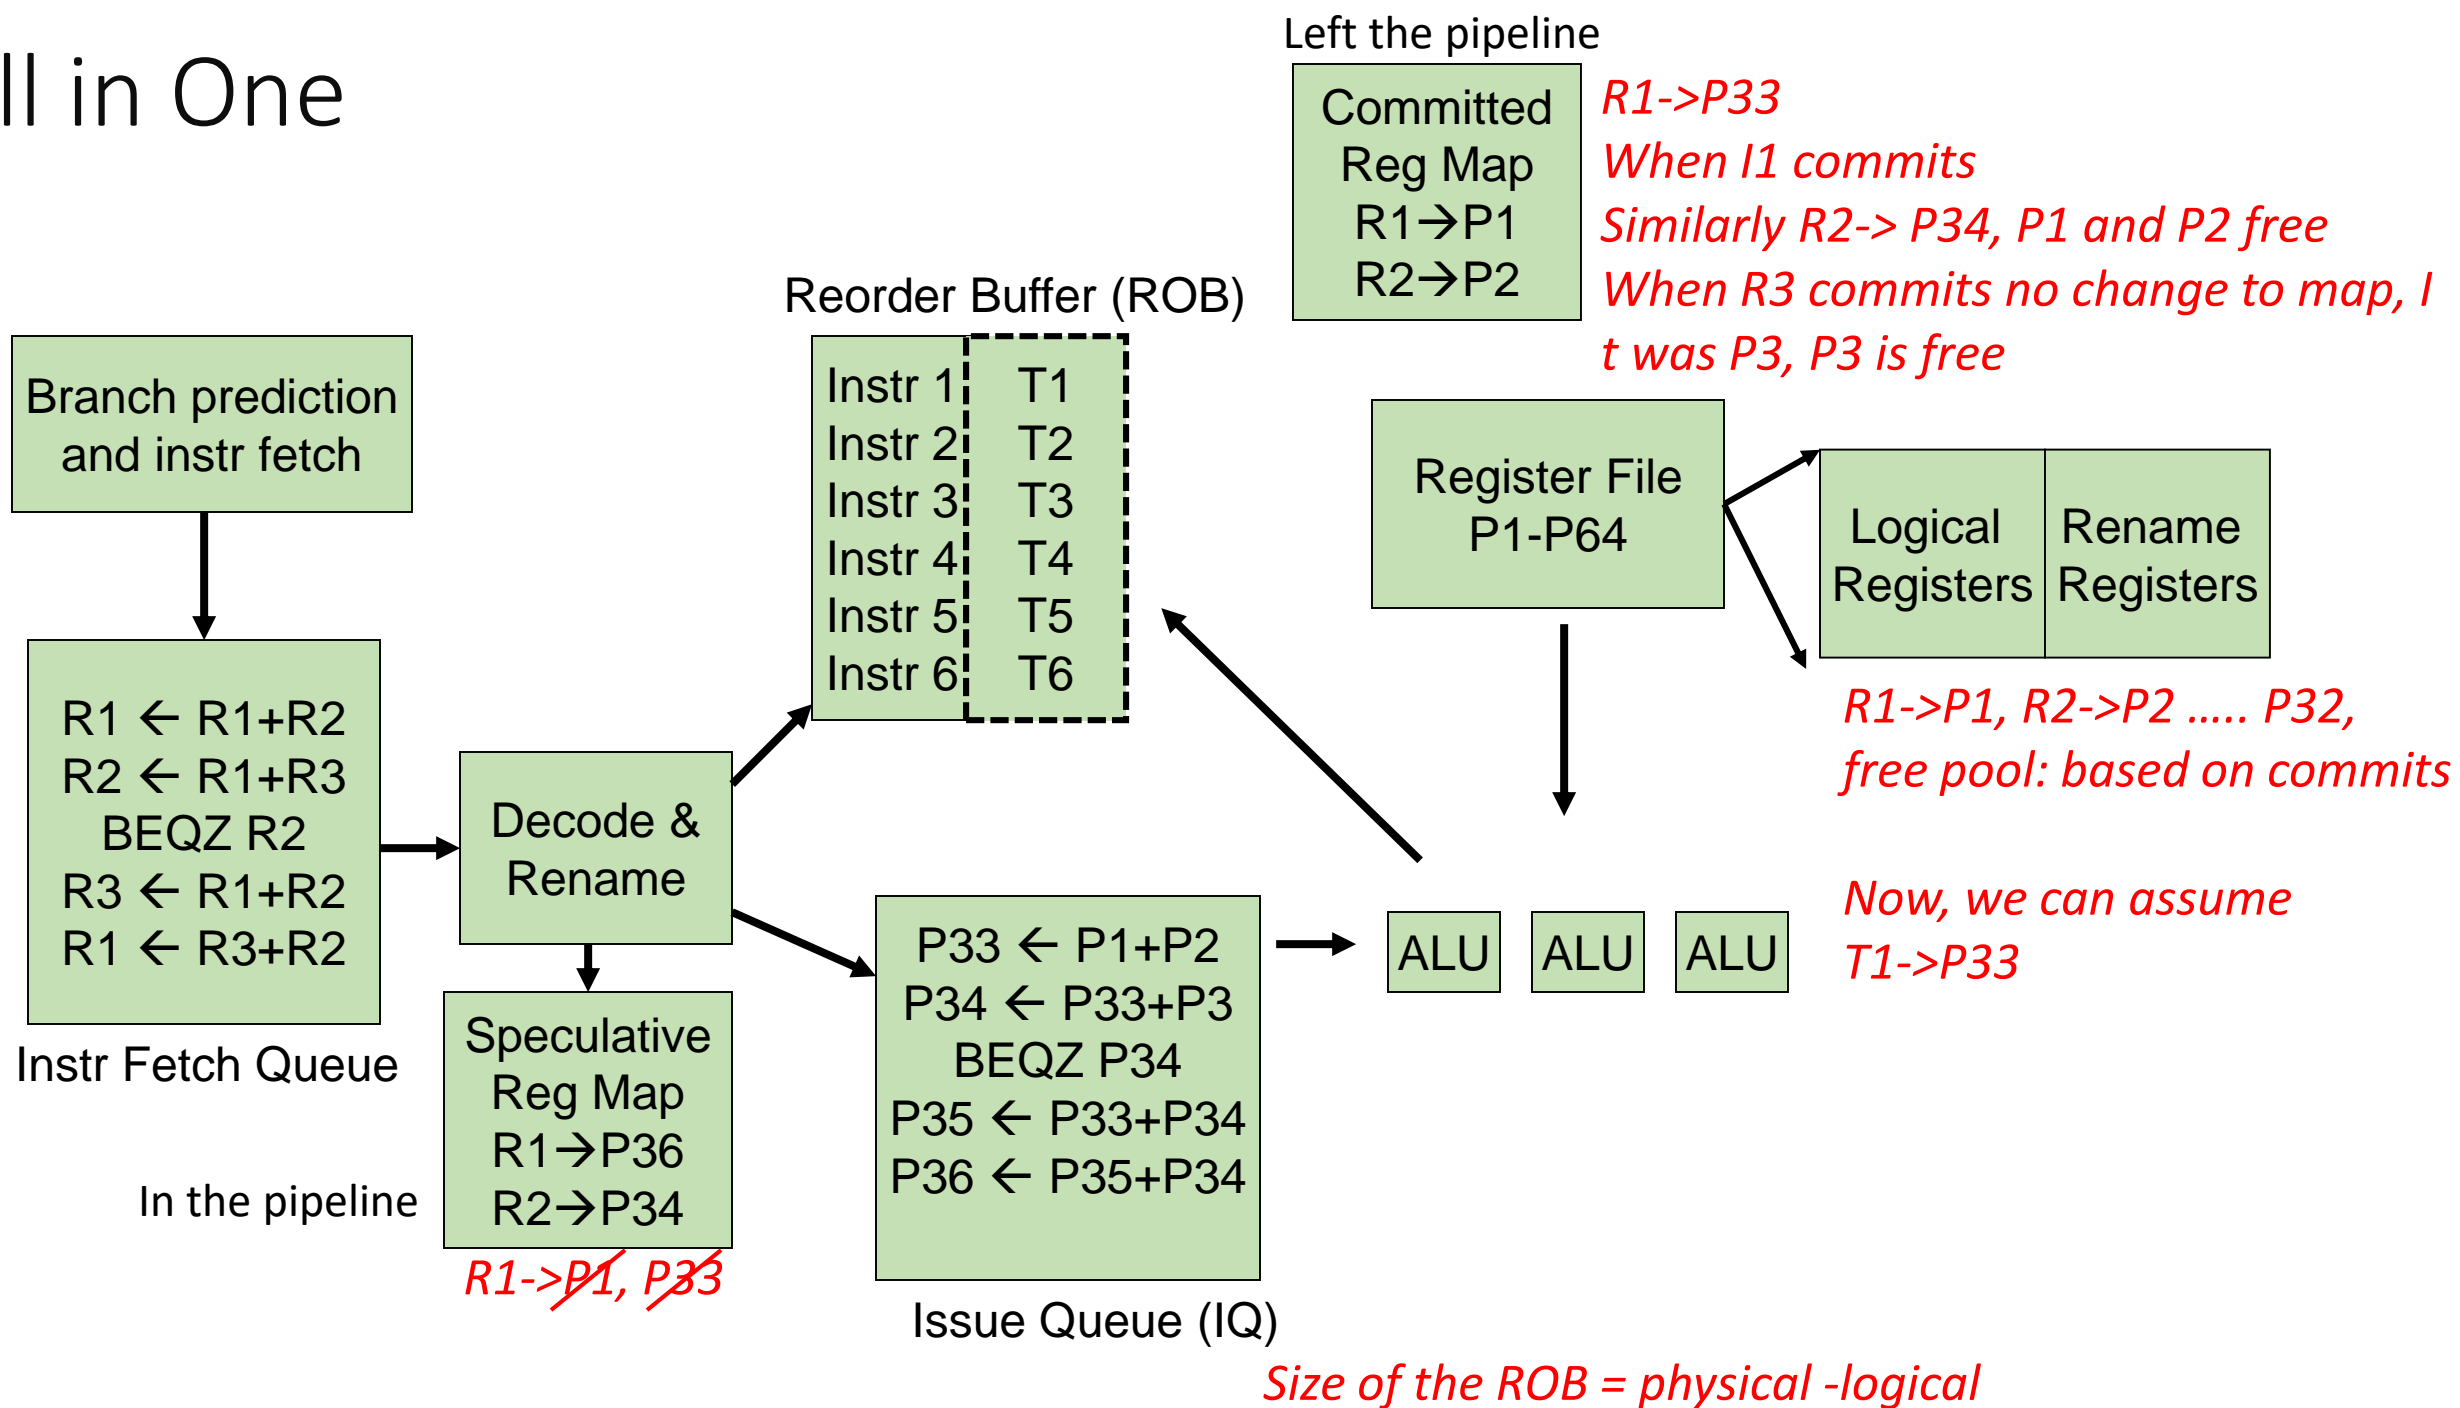 ll in One
Left the pipeline
Committed
Reg Map
R1→P1
R2→P2
R1->P33
When I1 commits
Similarly R2-> P34, P1 and P2 free
When R3 commits no change to map, I
t was P3, P3 is free
Reorder Buffer (ROB)
Instr 1 T1
Instr 2 T2
Instr 3 T3
Instr 4 T4
Instr 5 T5
Instr 6 T6
Branch prediction
and instr fetch
Register File
P1-P64
Logical
Registers
Rename
Registers
R1->P1, R2->P2 ..... P32,
free pool: based on commits
R1 ← R1+R2
R2 ← R1+R3
BEQZ R2
R3 ← R1+R2
R1 ← R3+R2
Instr Fetch Queue
Decode &
Rename
Speculative
Reg Map
R1→P36
R2→P34
In the pipeline
R1->P1, P33
P33 ← P1+P2
P34 ← P33+P3
BEQZ P34
P35 ← P33+P34
P36 ← P35+P34
Issue Queue (IQ)
ALU ALU ALU
Now, we can assume
T1->P33
Size of the ROB = physical -logical